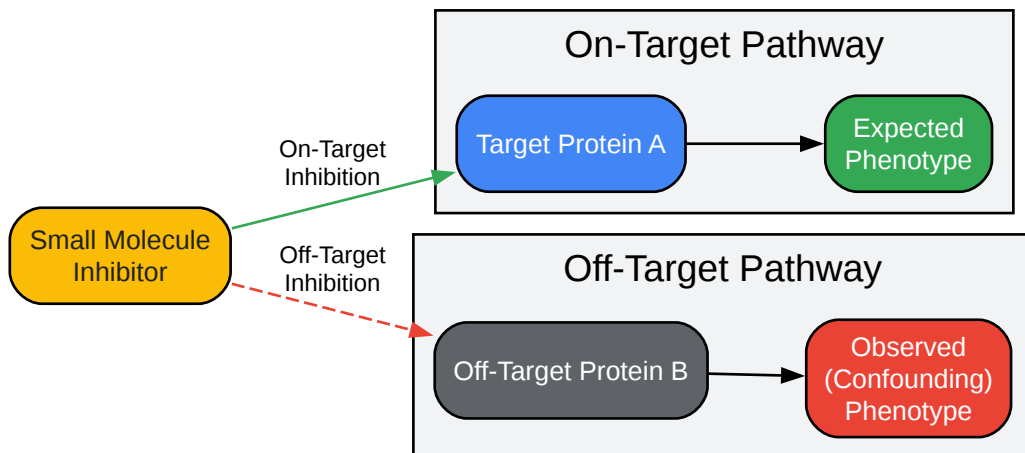 On-Target Pathway
Target Protein A
Expected
Phenotype
On-Target
Inhibition
Small Molecule
Inhibitor
Off-Target
Inhibition
Off-Target Pathway
Off-Target Protein B
Observed
(Confounding)
Phenotype